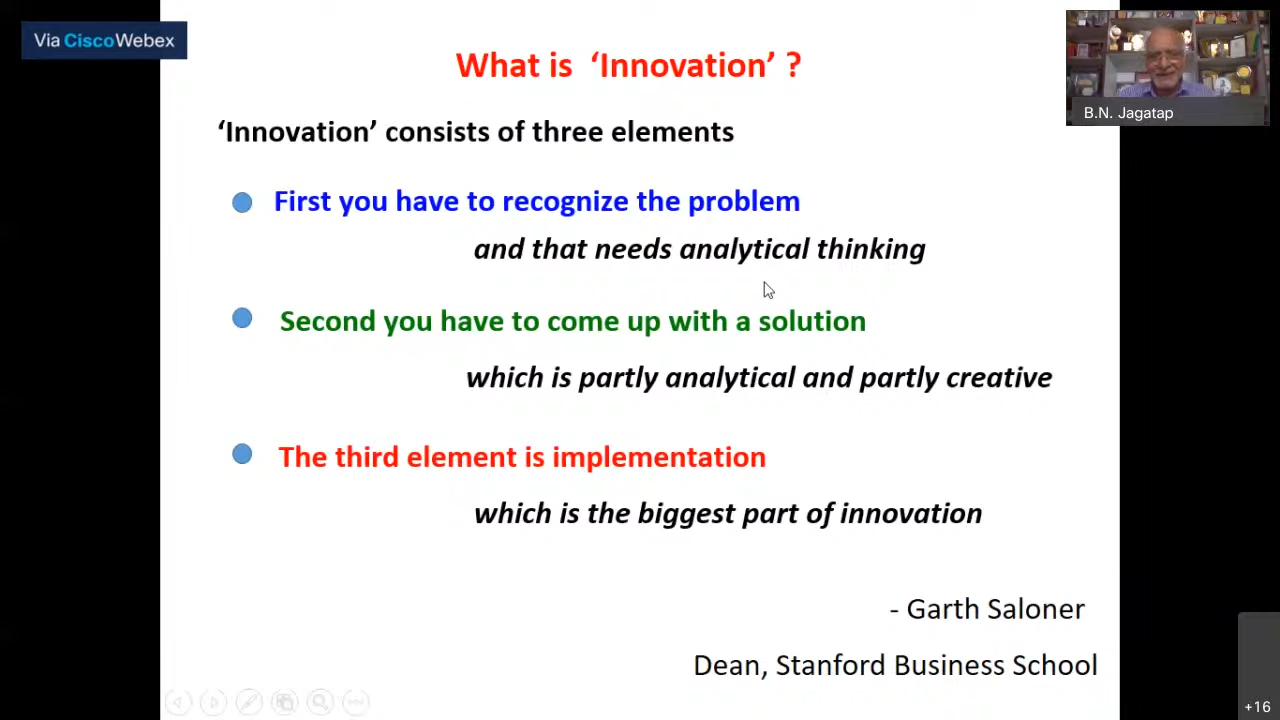 Via CiscoWebex
What is ‘Innovation’ ?
B.N. Jagatap
‘Innovation’ consists of three elements
First you have to recognize the problem
and that needs analytical thinking
Second you have to come up with a solution
which is partly analytical and partly creative
The third element is implementation
which is the biggest part of innovation
- Garth Saloner
Dean, Stanford Business School
+16